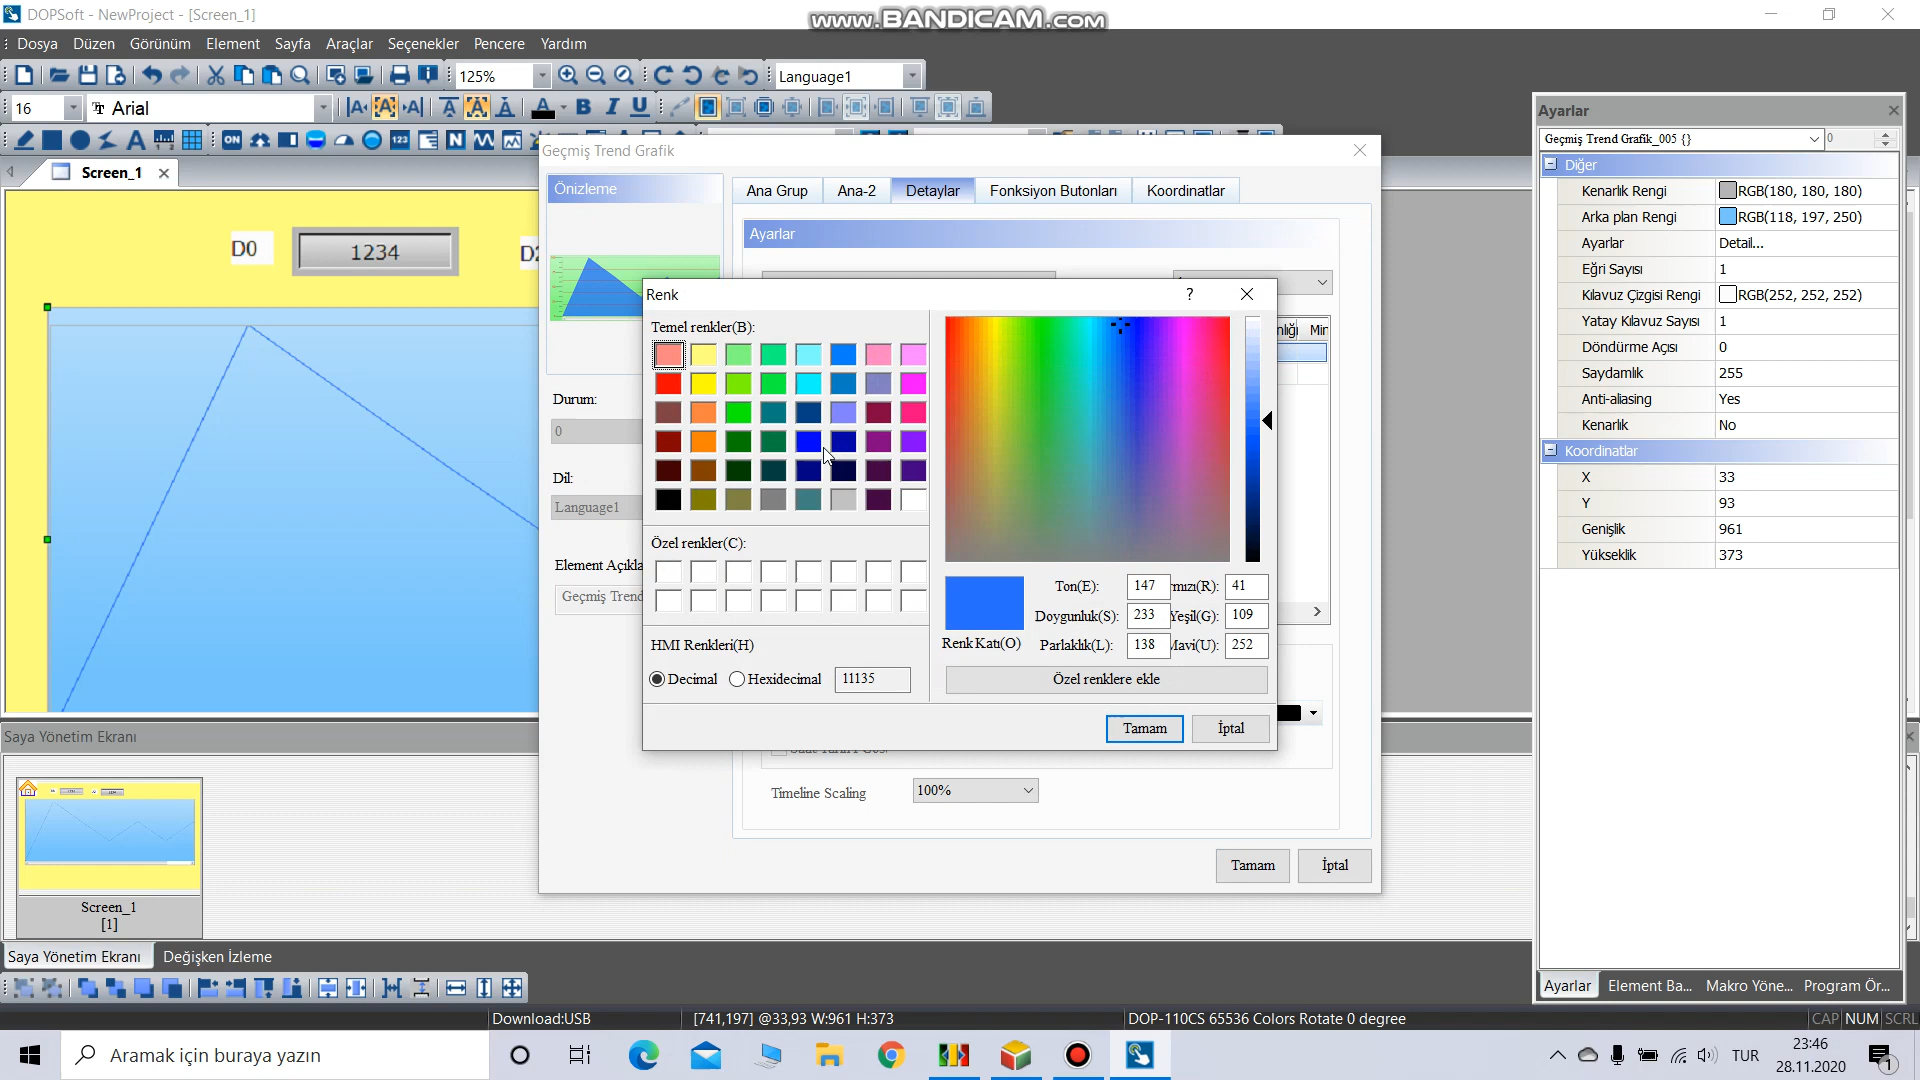 DOPSoft - NewProject - [Screen_1]
www.BANDICAM.com
Dosya Düzen Görünüm Element Sayfa Araçlar Seçenekler Pencere Yardım
125%
Language1
16
Arial
Screen_1
D0
1234
Geçmiş Trend Grafik
Önizleme
Ana Grup
Ana-2
Detaylar
Fonksiyon Butonları
Koordinatlar
Ayarlar
Durum:
0
Dil:
Language1
Min
Timeline Scaling
100%
Tamam
İptal
Renk
?
Temel renkler(B):
Özel renkler(C):
HMI Renkleri(H)
Decimal
Hexidecimal
11135
Renk Katı(O)
Ton(E): 147
41
Doygunluk(S): 233
Yeşil(G): 109
Parlaklık(L): 138
252
Özel renklere ekle
Tamam
İptal
Ayarlar
Geçmiş Trend Grafik_005 {}
0
Diğer
Kenarlık Rengi RGB(180, 180, 180)
Arka plan Rengi RGB(118, 197, 250)
Ayarlar Detail...
Eğri Sayısı 1
Kılavuz Çizgisi Rengi RGB(252, 252, 252)
Yatay Kılavuz Sayısı 1
Döndürme Açısı 0
Saydamlık 255
Anti-aliasing Yes
Kenarlık No
Koordinatlar
X 33
Y 93
Genişlik 961
Yükseklik 373
Ayarlar
Element Ba...
Makro Yöne...
Program Ör...
Saya Yönetim Ekranı
Screen_1
[1]
Saya Yönetim Ekranı
Değişken İzleme
Download:USB
[741,197] @33,93 W:961 H:373
DOP-110CS 65536 Colors Rotate 0 degree
CAP NUM SCRL
Aramak için buraya yazın
TUR
23:46
28.11.2020
1